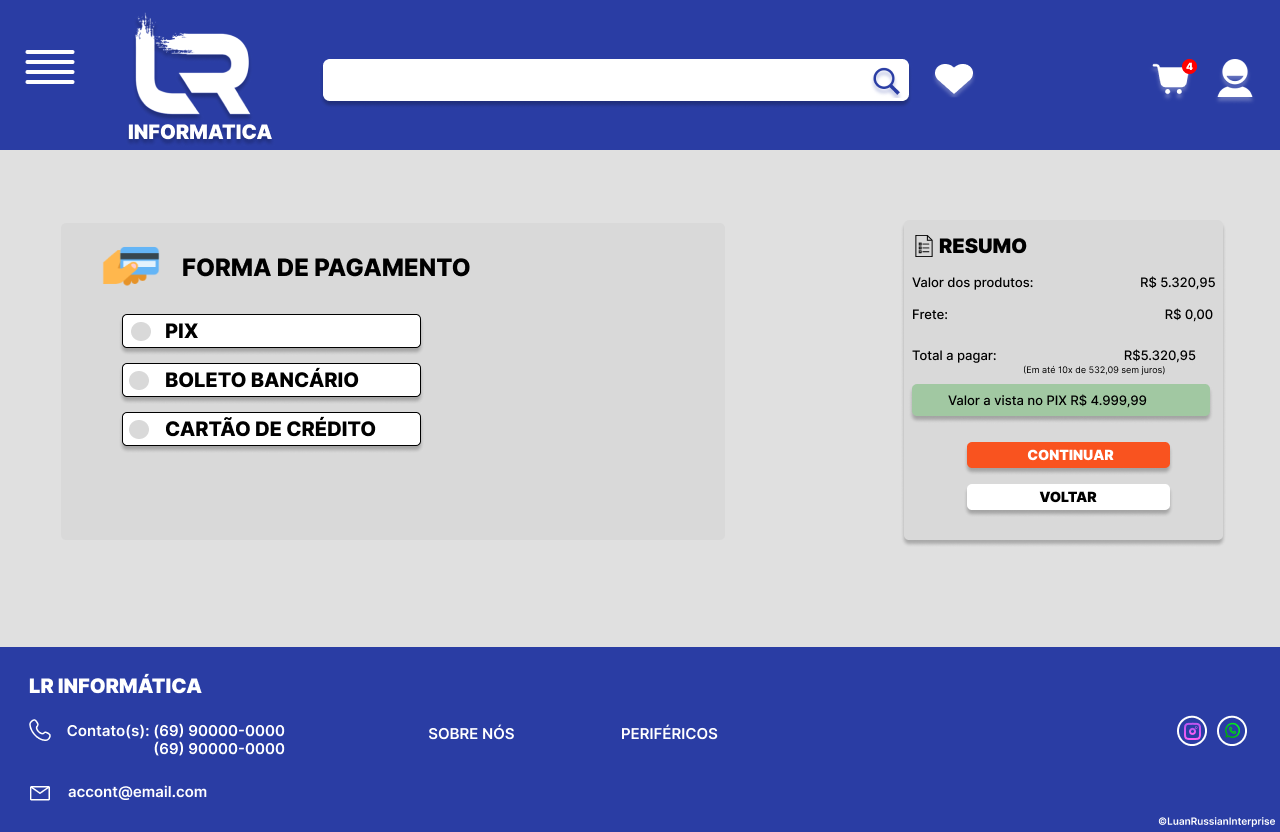 LR
INFORMATICA
4
FORMA DE PAGAMENTO
PIX
BOLETO BANCÁRIO
CARTÃO DE CRÉDITO
RESUMO
Valor dos produtos: R$ 5.320,95
Frete: R$ 0,00
Total a pagar: R$5.320,95
(Em até 10x de 532,09 sem juros)
Valor a vista no PIX R$ 4.999,99
CONTINUAR
VOLTAR
LR INFORMÁTICA
Contato(s): (69) 90000-0000
(69) 90000-0000
SOBRE NÓS
PERIFÉRICOS
accont@email.com
©LuanRussianInterprise